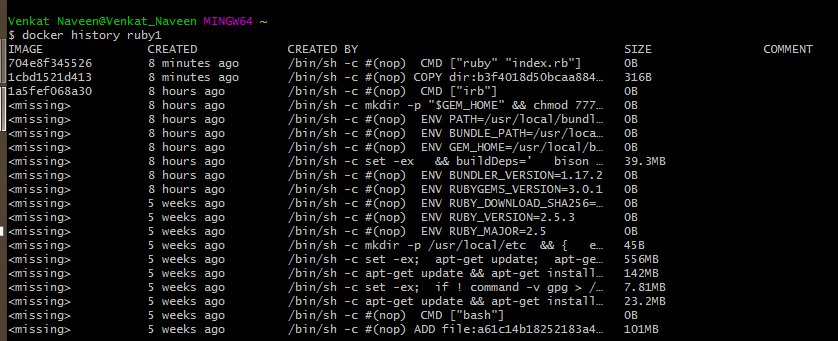 Venkat Naveen@Venkat_Naveen MINGW64 ~
$ docker history ruby1
IMAGE CREATED CREATED BY SIZE COMMENT
704e8f345526 8 minutes ago /bin/sh -c #(nop) CMD ["ruby" "index.rb"] 0B
1cbd1521d413 8 minutes ago /bin/sh -c #(nop) COPY dir:b3f4018d50bcaa884… 316B
1a5fef068a30 8 hours ago /bin/sh -c #(nop) CMD ["irb"] 0B
<missing> 8 hours ago /bin/sh -c mkdir -p "$GEM_HOME" && chmod 777… 0B
<missing> 8 hours ago /bin/sh -c #(nop) ENV PATH=/usr/local/bundl… 0B
<missing> 8 hours ago /bin/sh -c #(nop) ENV BUNDLE_PATH=/usr/loca… 0B
<missing> 8 hours ago /bin/sh -c #(nop) ENV GEM_HOME=/usr/local/b… 0B
<missing> 8 hours ago /bin/sh -c set -ex && buildDeps=' bison … 39.3MB
<missing> 8 hours ago /bin/sh -c #(nop) ENV BUNDLER_VERSION=1.17.2 0B
<missing> 8 hours ago /bin/sh -c #(nop) ENV RUBYGEMS_VERSION=3.0.1 0B
<missing> 5 weeks ago /bin/sh -c #(nop) ENV RUBY_DOWNLOAD_SHA256=… 0B
<missing> 5 weeks ago /bin/sh -c #(nop) ENV RUBY_VERSION=2.5.3 0B
<missing> 5 weeks ago /bin/sh -c #(nop) ENV RUBY_MAJOR=2.5 0B
<missing> 5 weeks ago /bin/sh -c mkdir -p /usr/local/etc && { e… 45B
<missing> 5 weeks ago /bin/sh -c set -ex; apt-get update; apt-ge… 556MB
<missing> 5 weeks ago /bin/sh -c apt-get update && apt-get install… 142MB
<missing> 5 weeks ago /bin/sh -c set -ex; if ! command -v gpg > /… 7.81MB
<missing> 5 weeks ago /bin/sh -c apt-get update && apt-get install… 23.2MB
<missing> 5 weeks ago /bin/sh -c #(nop) CMD ["bash"] 0B
<missing> 5 weeks ago /bin/sh -c #(nop) ADD file:a61c14b18252183a4… 101MB